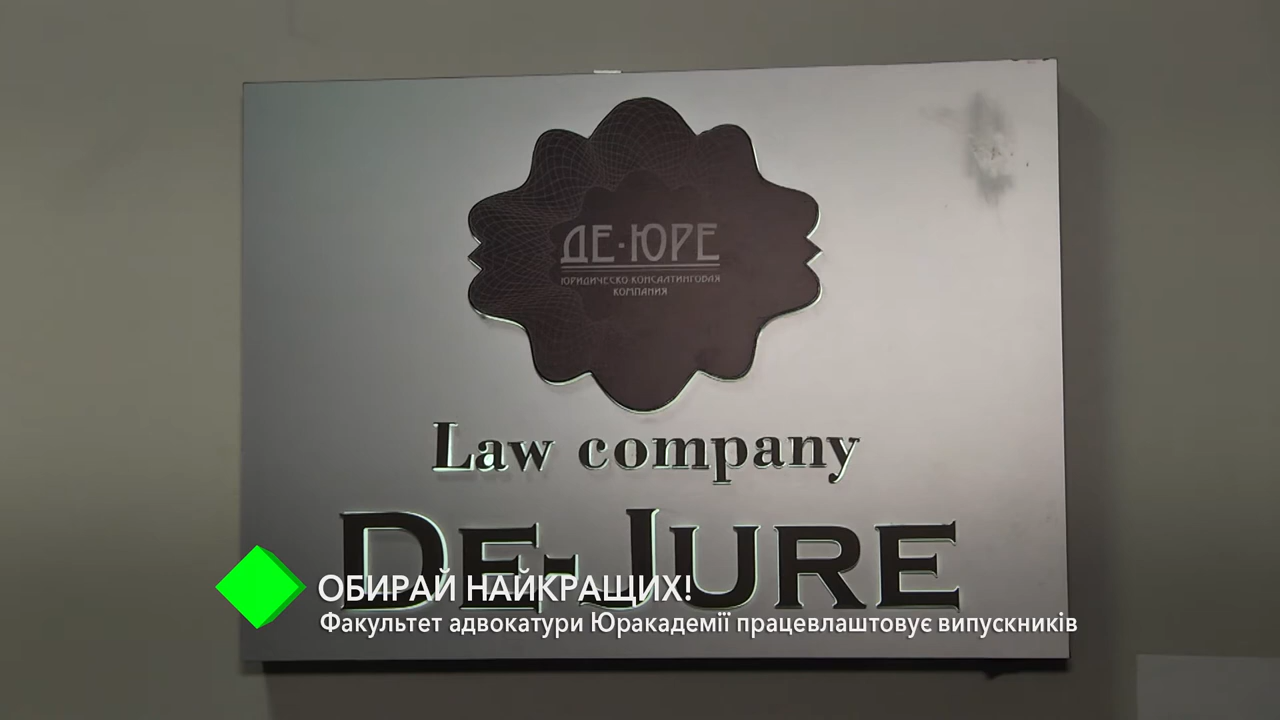 ДЕ-ЮРЕ
ЮРИДИЧЕСКО-КОНСАЛТИНГОВАЯ
КОМПАНИЯ
Law company
DE-JURE
ОБИРАЙ НАЙКРАЩИХ!
Факультет адвокатури Юракадемії працевлаштовує випускників